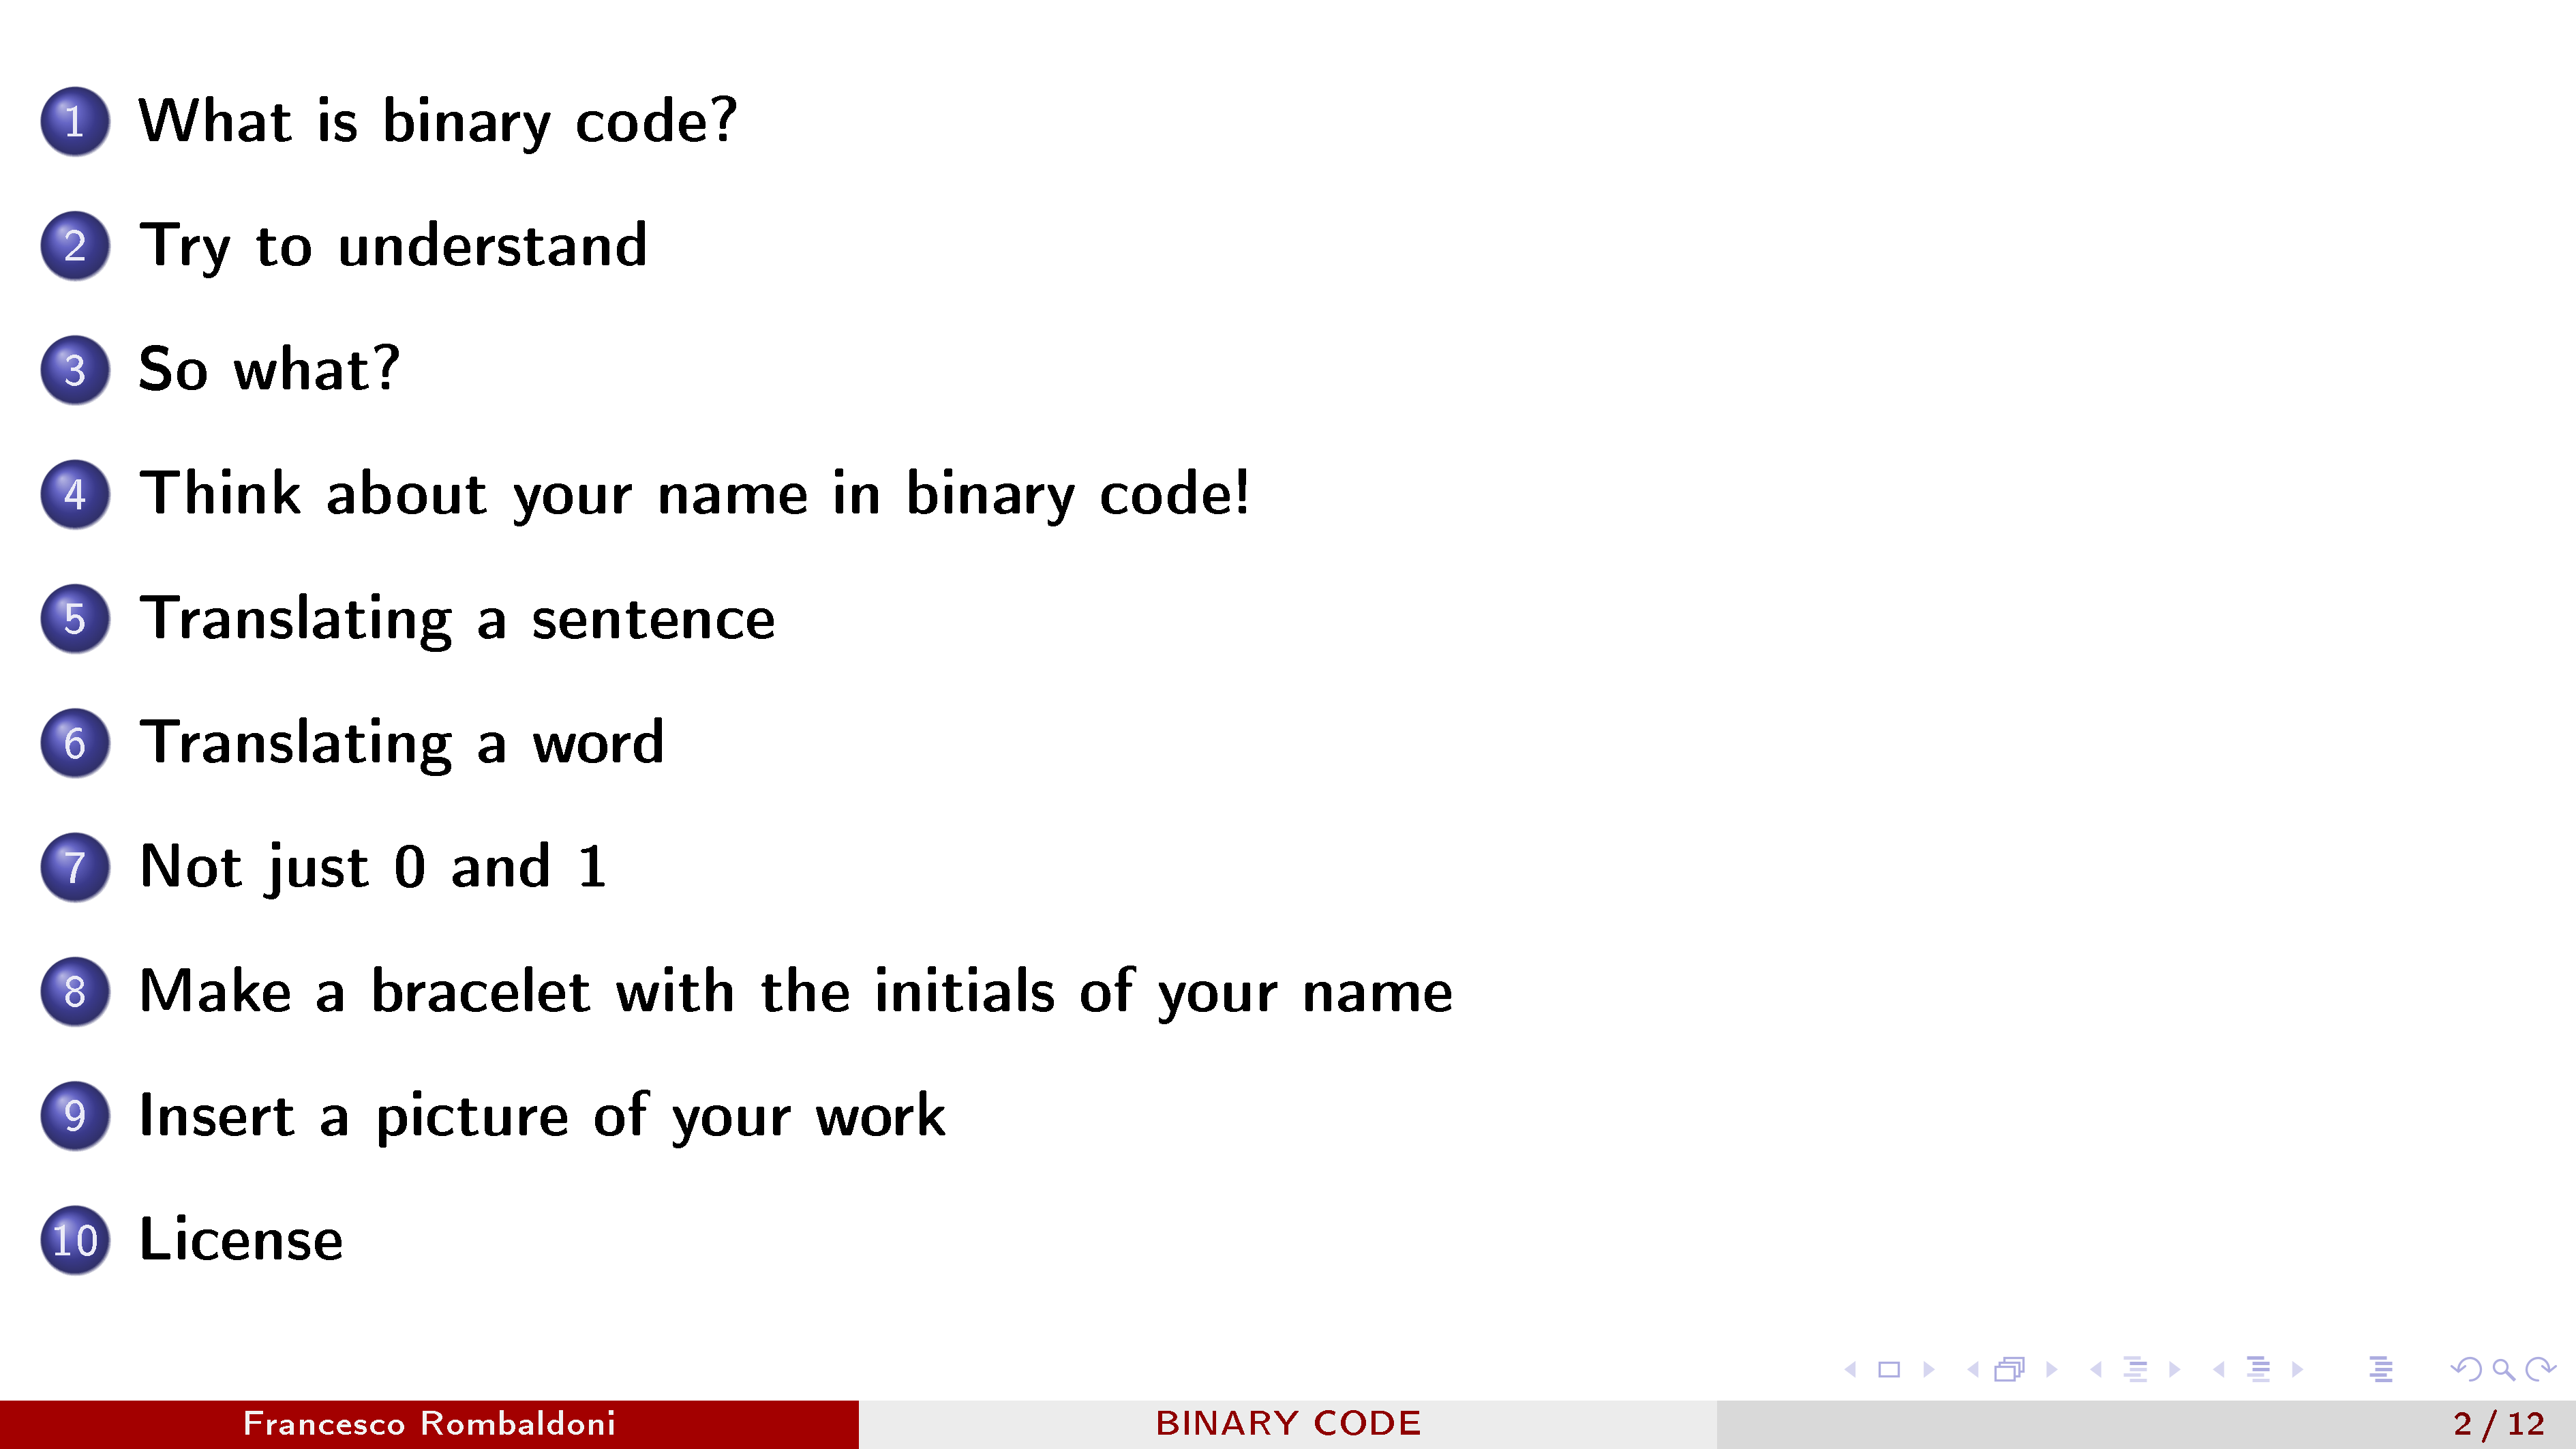 1 What is binary code?
2 Try to understand
3 So what?
4 Think about your name in binary code!
5 Translating a sentence
6 Translating a word
7 Not just 0 and 1
8 Make a bracelet with the initials of your name
9 Insert a picture of your work
10 License
Francesco Rombaldoni BINARY CODE 2 / 12